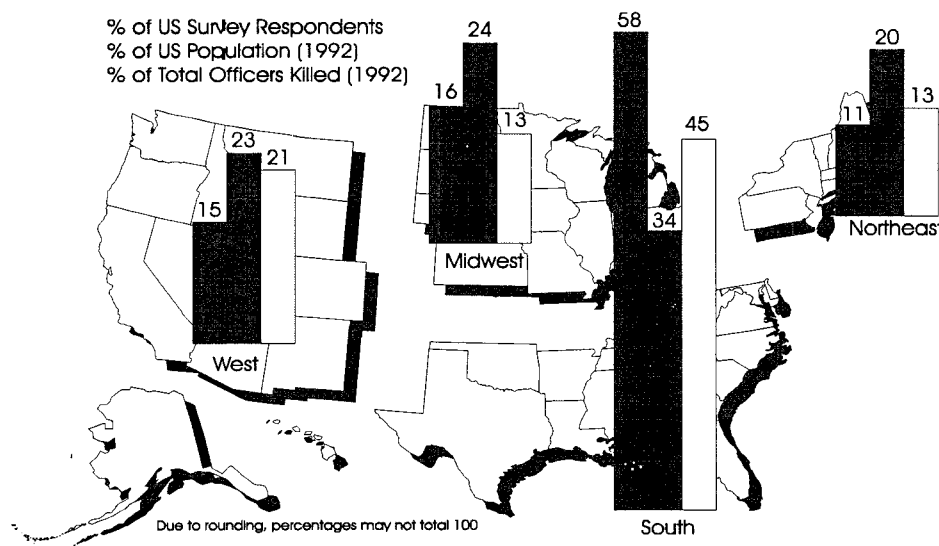 % of US Survey Respondents
% of US Population (1992)
% of Total Officers Killed (1992)
15
23
21
West
16
24
13
Midwest
58
34
45
South
11
20
13
Northeast
Due to rounding, percentages may not total 100